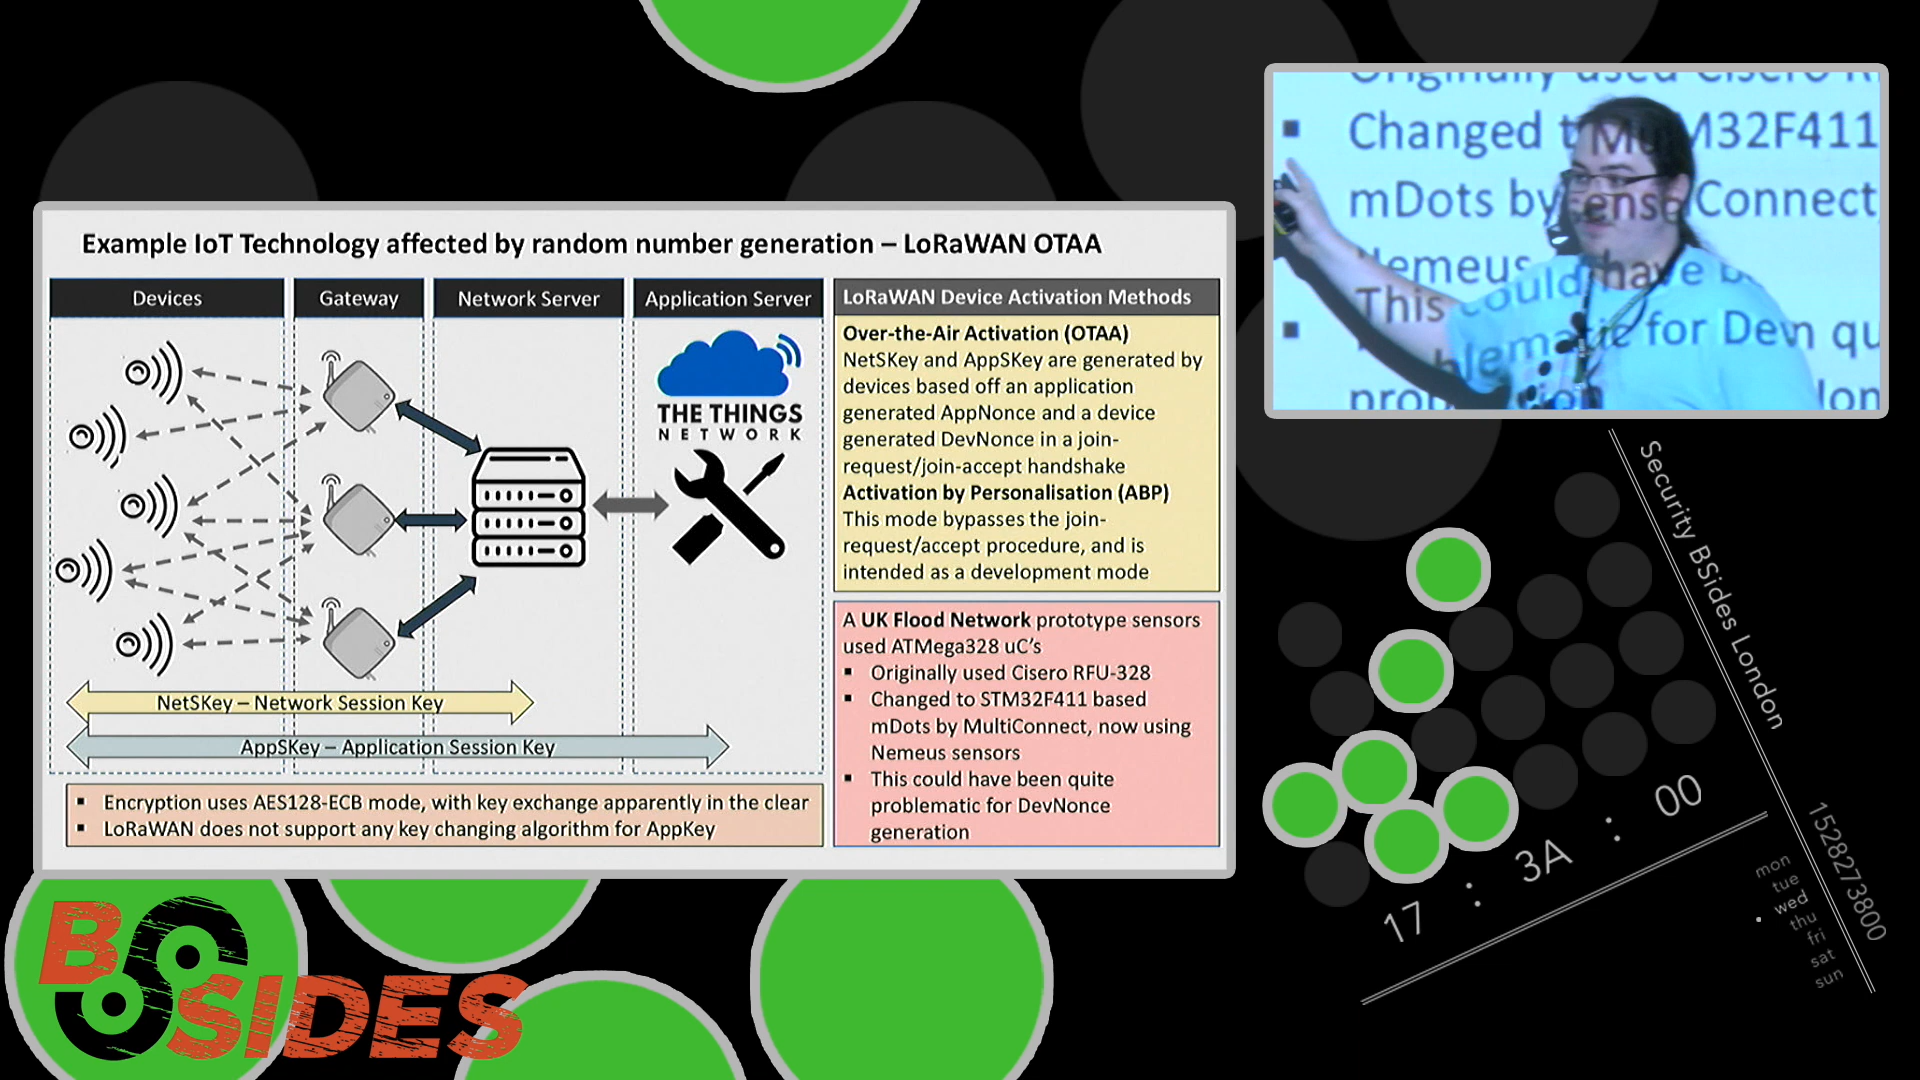 Example IoT Technology affected by random number generation – LoRaWAN OTAA
Devices
Gateway
Network Server
Application Server
THE THINGS
NETWORK
NetSKey – Network Session Key
AppSKey – Application Session Key
▪ Encryption uses AES128-ECB mode, with key exchange apparently in the clear
▪ LoRaWAN does not support any key changing algorithm for AppKey
LoRaWAN Device Activation Methods
Over-the-Air Activation (OTAA)
NetSKey and AppSKey are generated by
devices based off an application
generated AppNonce and a device
generated DevNonce in a join-
request/join-accept handshake
Activation by Personalisation (ABP)
This mode bypasses the join-
request/accept procedure, and is
intended as a development mode
A UK Flood Network prototype sensors
used ATMega328 uC's
▪ Originally used Cisero RFU-328
▪ Changed to STM32F411 based
mDots by MultiConnect, now using
Nemeus sensors
▪ This could have been quite
problematic for DevNonce
generation
Originally used Cisero
▪ Changed M32F411
mDots by Connect
This could have
for Dev qu
Security BSides London
17 : 3A : 00
1528273800
mon
tue
wed
thu
fri
sat
sun
BSIDES